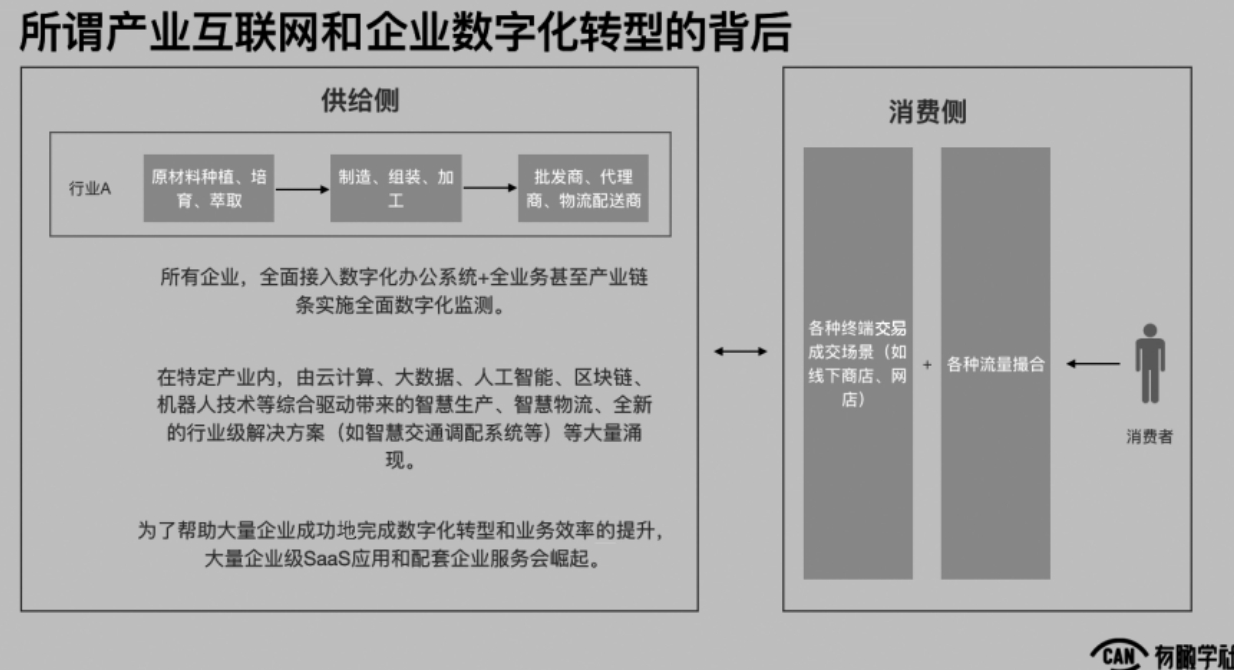 所谓产业互联网和企业数字化转型的背后
供给侧
行业A
原材料种植、培
育、萃取
制造、组装、加
工
批发商、代理
商、物流配送商
所有企业，全面接入数字化办公系统+全业务甚至产业链
条实施全面数字化监测。
在特定产业内，由云计算、大数据、人工智能、区块链、
机器人技术等综合驱动带来的智慧生产、智慧物流、全新
的行业级解决方案（如智慧交通调配系统等）等大量涌
现。
为了帮助大量企业成功地完成数字化转型和业务效率的提升，
大量企业级SaaS应用和配套企业服务会崛起。
消费侧
各种终端交易
成交场景（如
线下商店、网
店）
+
各种流量撮合
消费者
CAN
有瞰学社